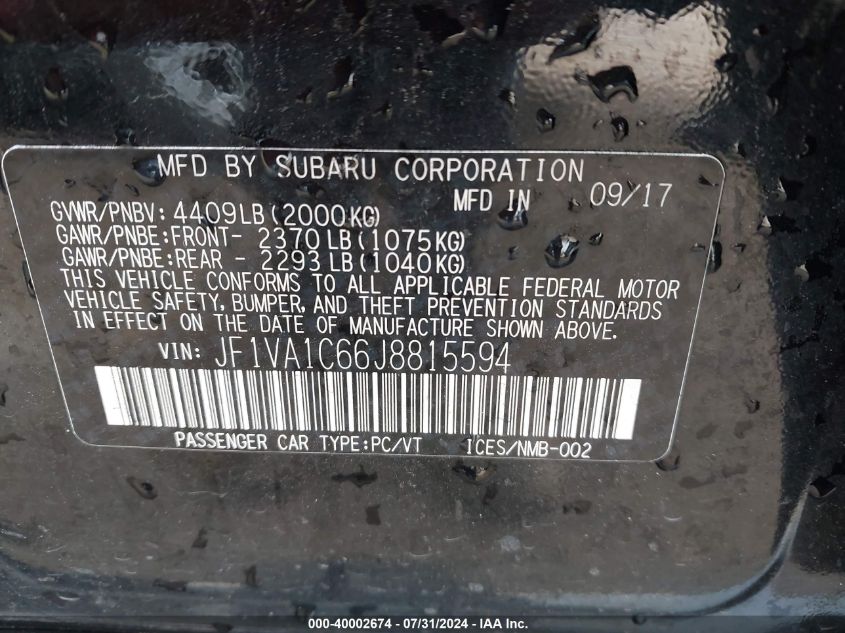 MFD BY SUBARU CORPORATION
MFD IN 09/17
GVWR/PNBV: 4409LB(2000KG)
GAWR/PNBE:FRONT- 2370LB(1075KG)
GAWR/PNBE:REAR - 2293LB(1040KG)
THIS VEHICLE CONFORMS TO ALL APPLICABLE FEDERAL MOTOR
VEHICLE SAFETY, BUMPER, AND THEFT PREVENTION STANDARDS
IN EFFECT ON THE DATE OF MANUFACTURE SHOWN ABOVE.
VIN: JF1VA1C66J8815594
PASSENGER CAR TYPE:PC/VT ICES/NMB-002
000-40002674 - 07/31/2024 - IAA Inc.